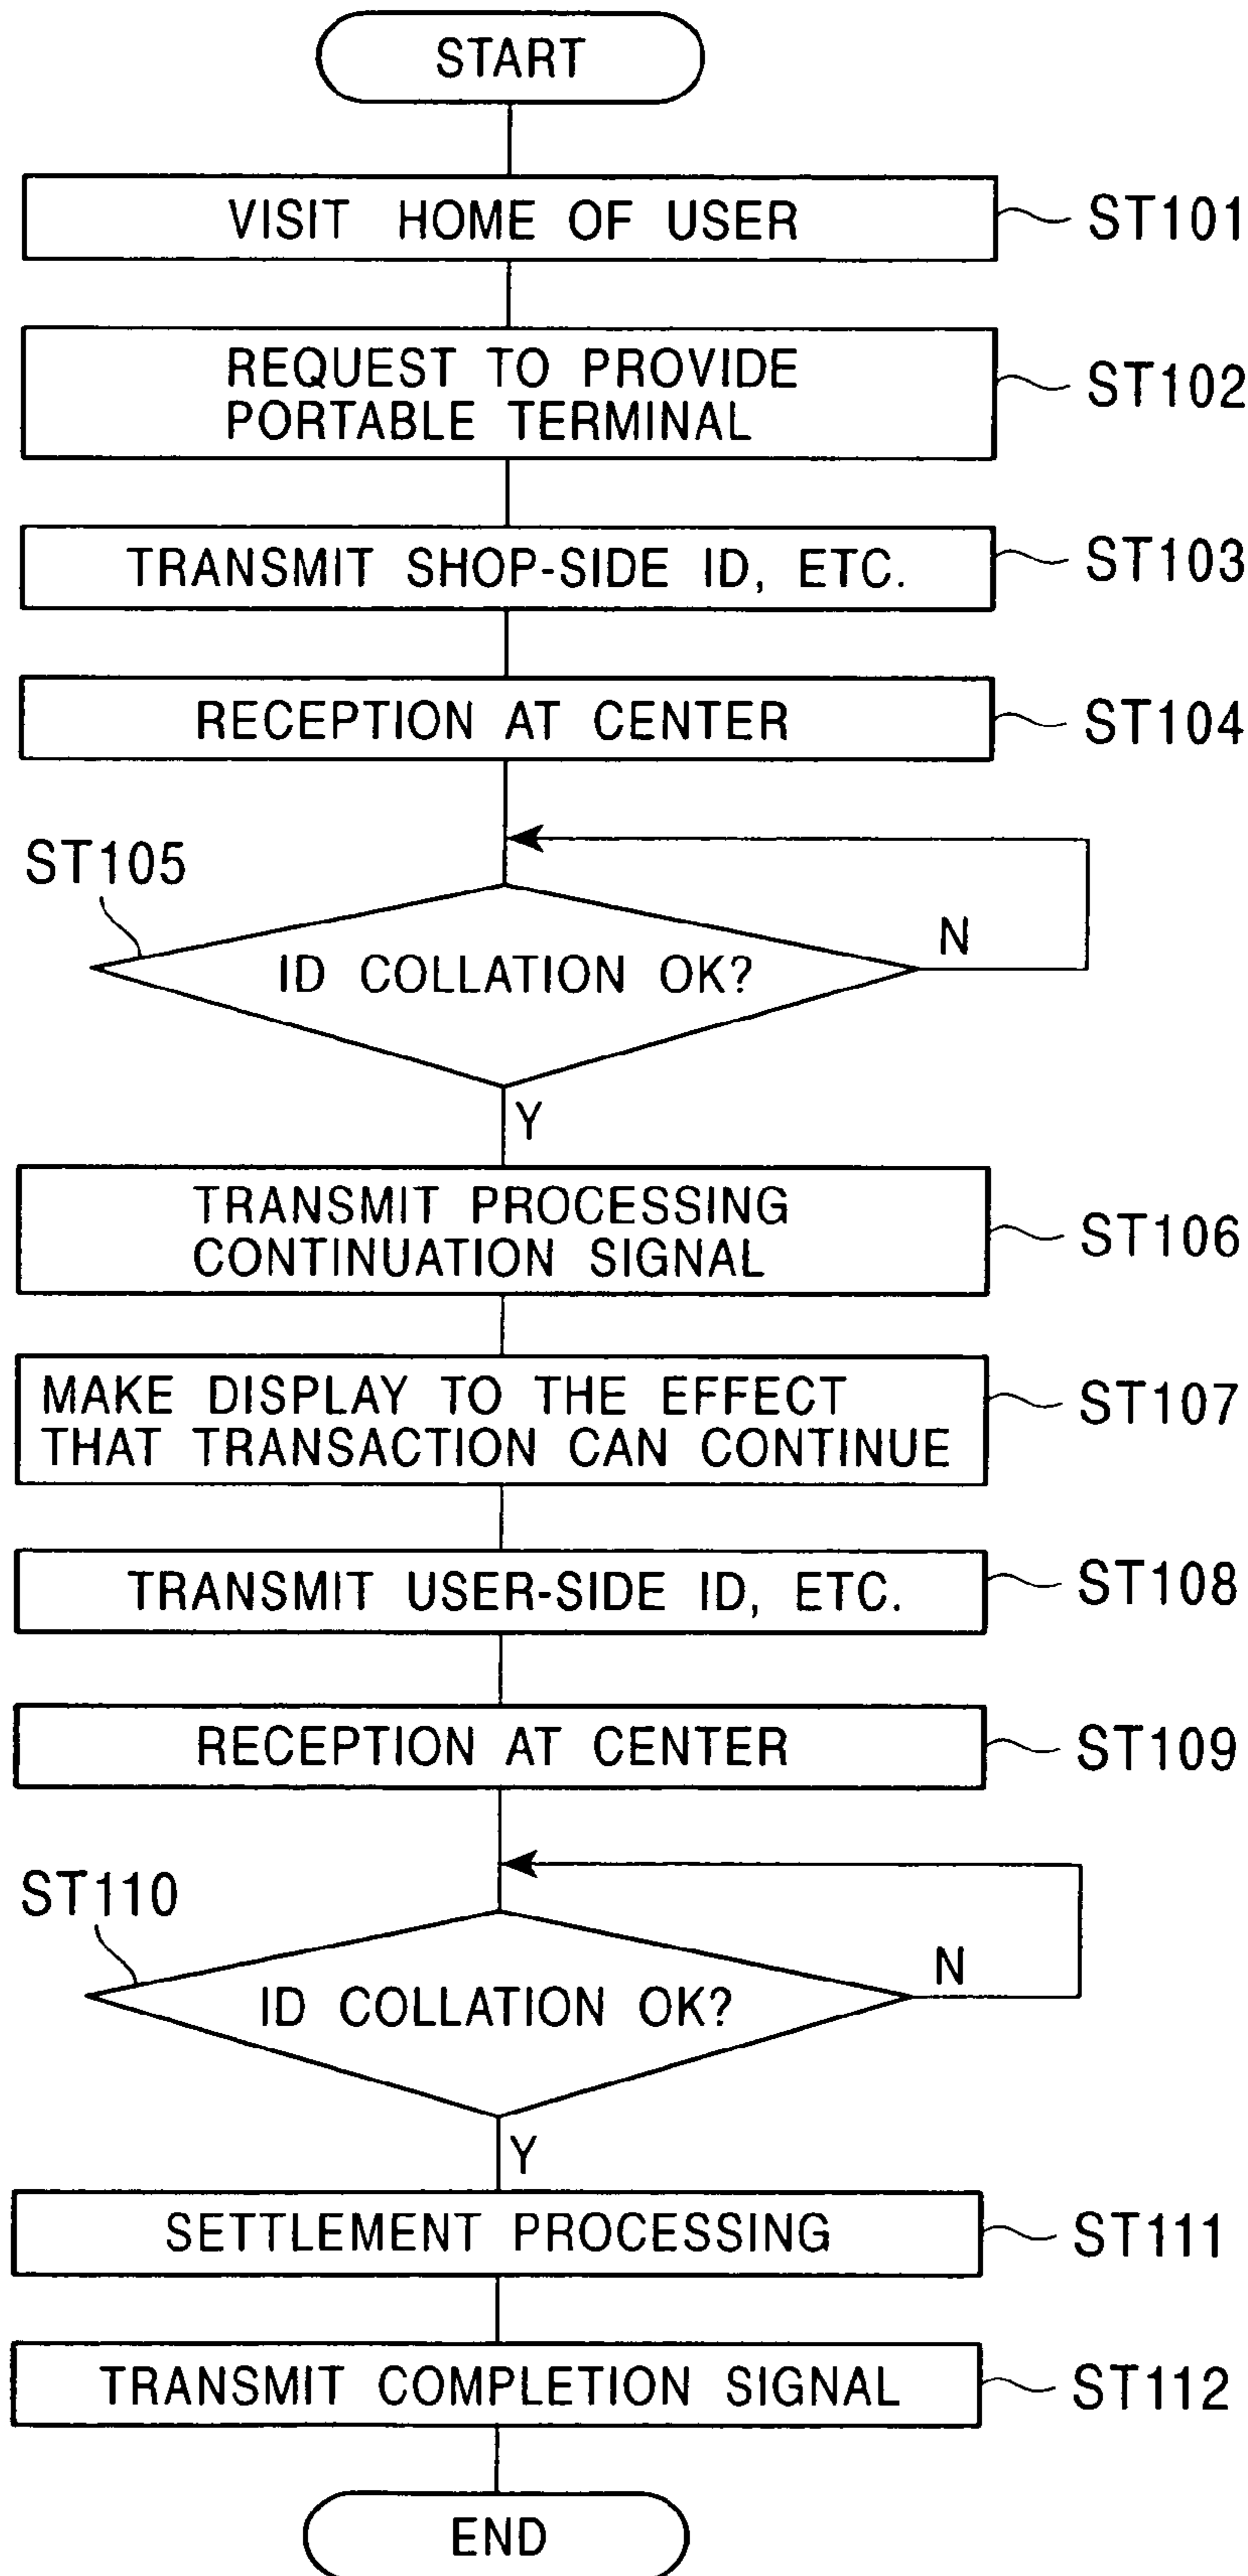 START
VISIT HOME OF USER
ST101
REQUEST TO PROVIDE
PORTABLE TERMINAL
ST102
TRANSMIT SHOP-SIDE ID, ETC.
ST103
RECEPTION AT CENTER
ST104
ST105
ID COLLATION OK?
N
Y
TRANSMIT PROCESSING
CONTINUATION SIGNAL
ST106
MAKE DISPLAY TO THE EFFECT
THAT TRANSACTION CAN CONTINUE
ST107
TRANSMIT USER-SIDE ID, ETC.
ST108
RECEPTION AT CENTER
ST109
ST110
ID COLLATION OK?
N
Y
SETTLEMENT PROCESSING
ST111
TRANSMIT COMPLETION SIGNAL
ST112
END